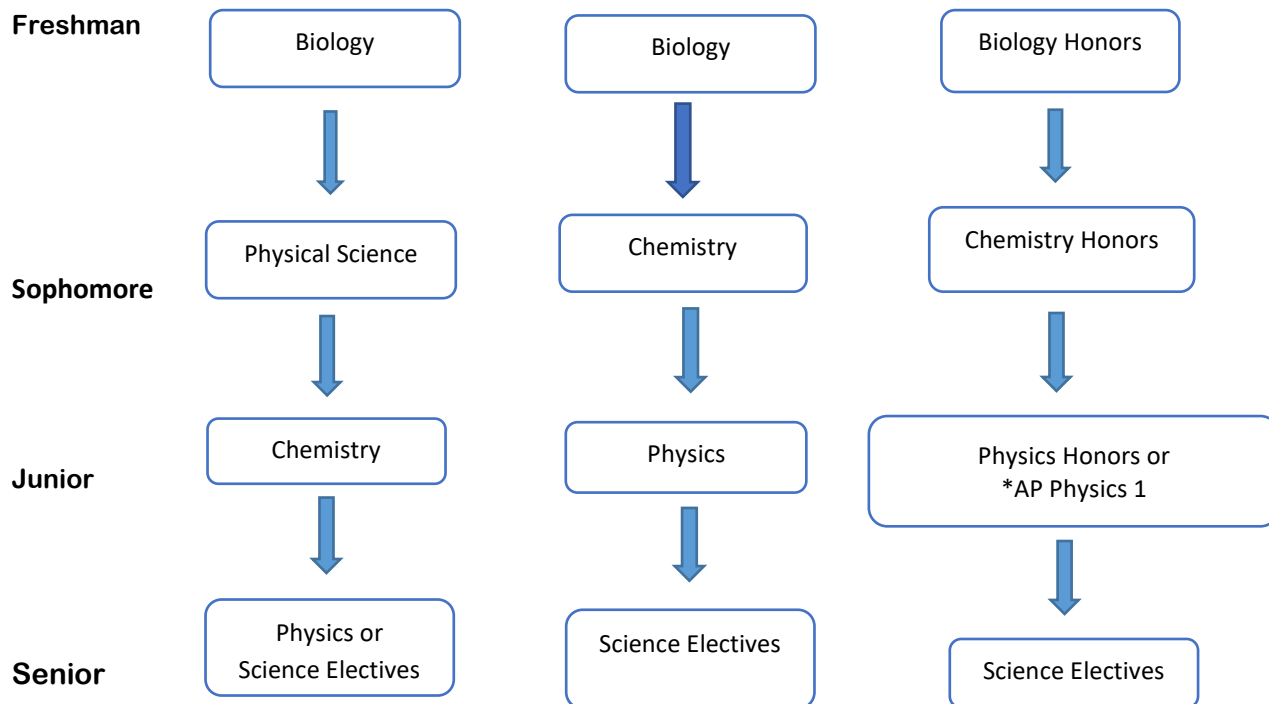 Freshman
Biology
Biology
Biology Honors
Physical Science
Chemistry
Chemistry Honors
Sophomore
Chemistry
Physics
Physics Honors or
*AP Physics 1
Junior
Physics or
Science Electives
Science Electives
Science Electives
Senior